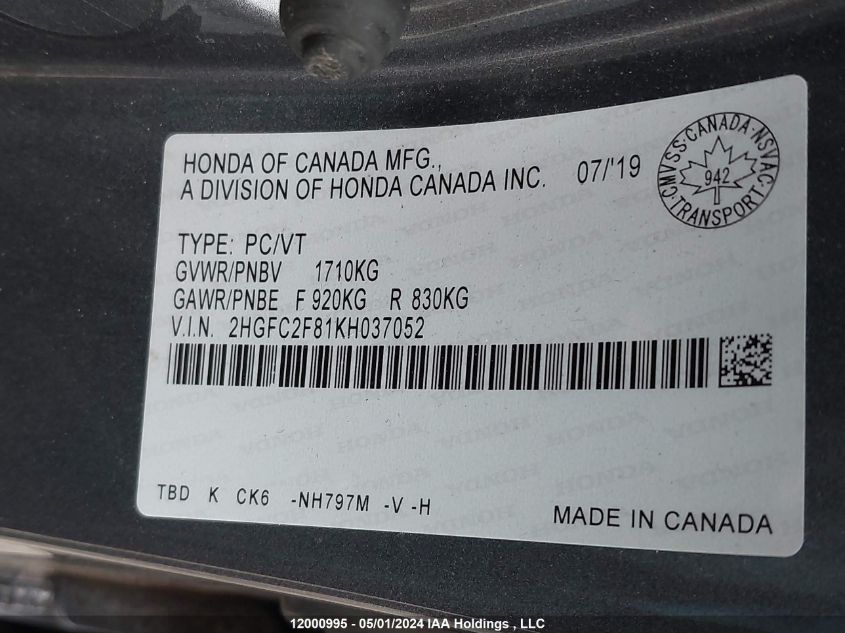 HONDA OF CANADA MFG.,
A DIVISION OF HONDA CANADA INC. 07/'19
CMVSS·CANADA·NSVAC·TRANSPORT·
942
TYPE: PC/VT
GVWR/PNBV 1710KG
GAWR/PNBE F 920KG R 830KG
V.I.N. 2HGFC2F81KH037052
TBD K CK6 -NH797M -V -H
MADE IN CANADA
12000995 - 05/01/2024 IAA Holdings , LLC